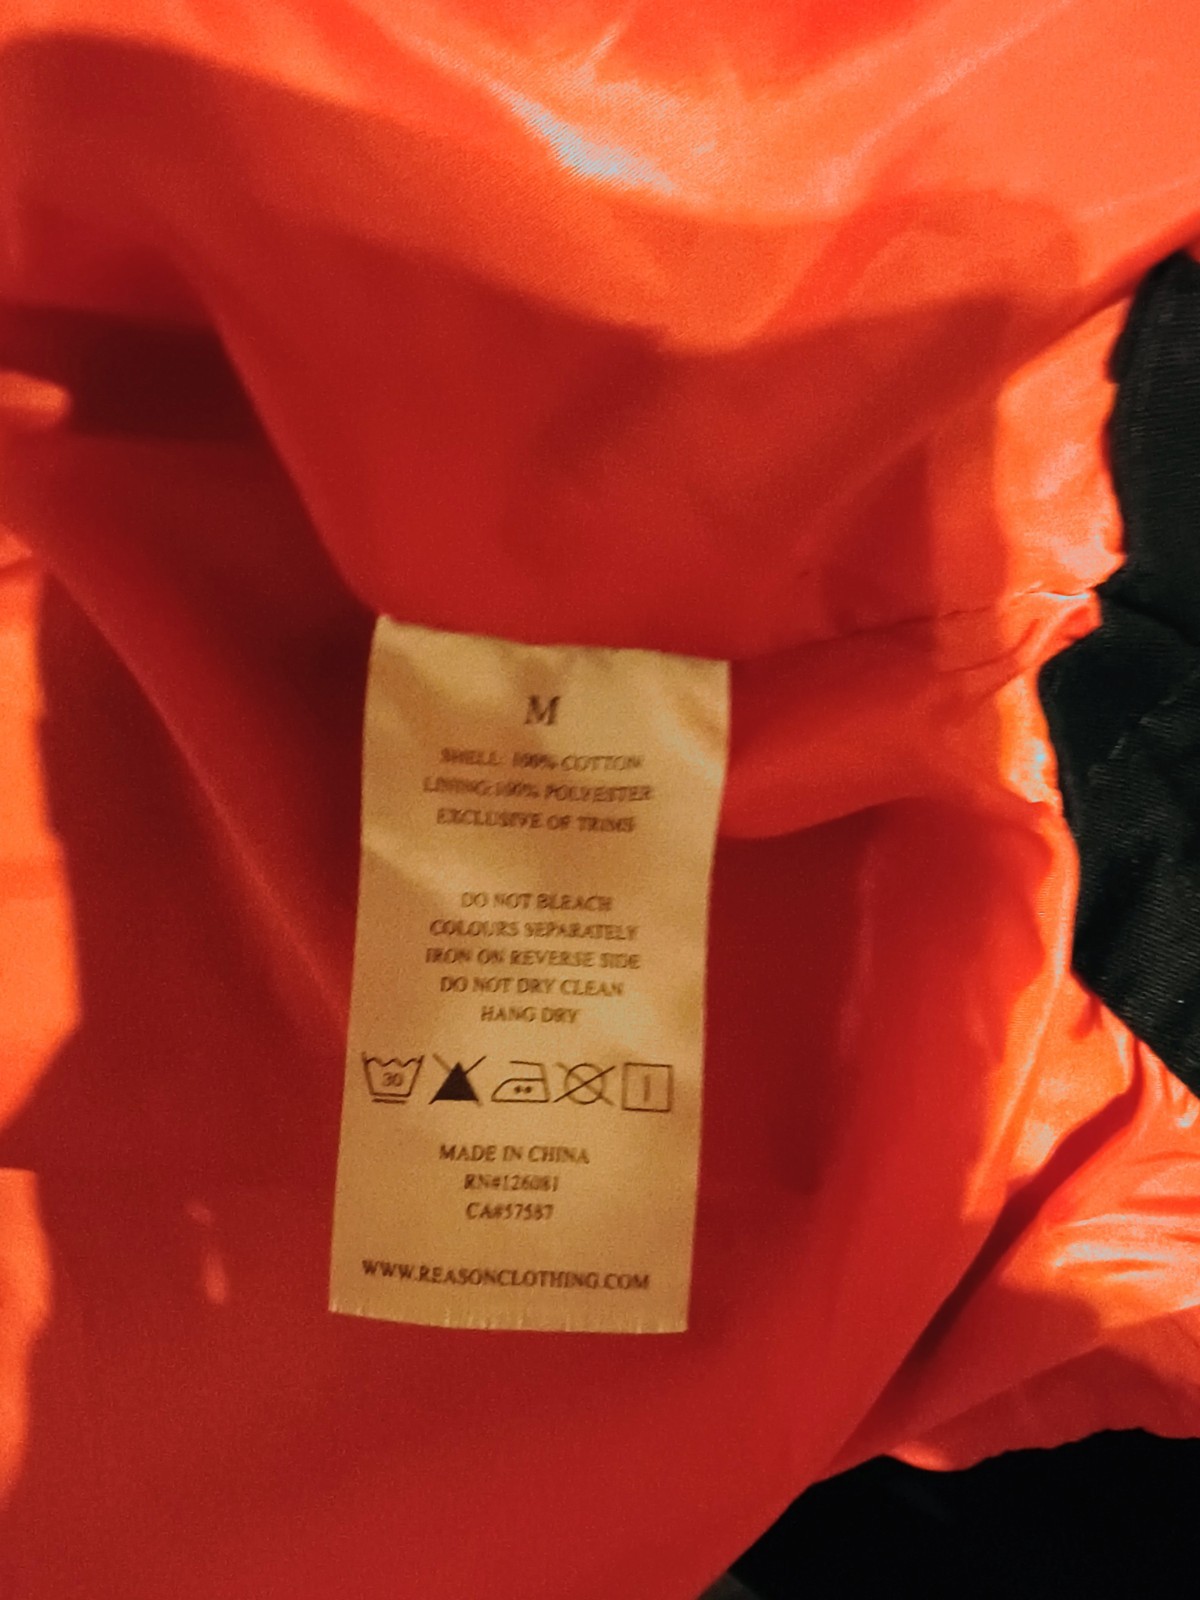 M
SHELL: 100% COTTON
LINING:100% POLYESTER
EXCLUSIVE OF TRIMS
DO NOT BLEACH
COLOURS SEPARATELY
IRON ON REVERSE SIDE
DO NOT DRY CLEAN
HANG DRY
30
MADE IN CHINA
RN#126081
CA#57587
WWW.REASONCLOTHING.COM